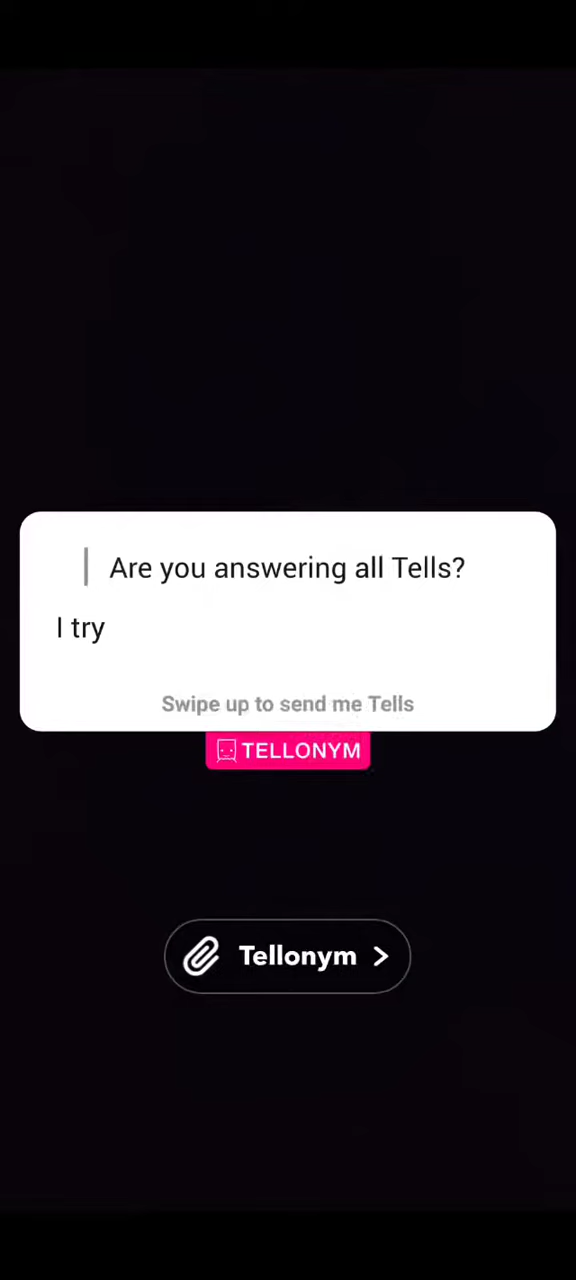 Are you answering all Tells?
I try
Swipe up to send me Tells
TELLONYM
Tellonym